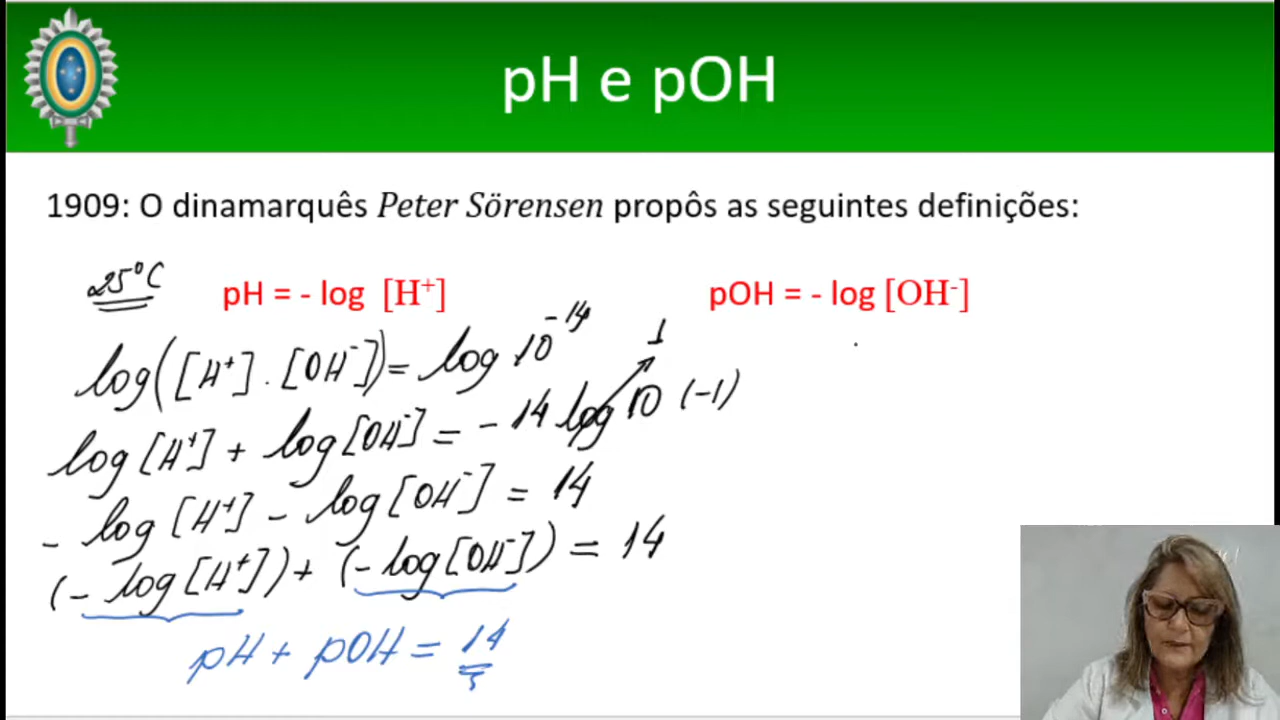 pH e pOH
1909: O dinamarquês Peter Sörensen propôs as seguintes definições:
25°C
pH = - log [H⁺]
pOH = - log [OH⁻]
log([H⁺] . [OH⁻]) = log 10⁻¹⁴
log [H⁺] + log [OH⁻] = - 14 log 10 (-1)
1
- log [H⁺] - log [OH⁻] = 14
(- log [H⁺]) + (- log [OH⁻]) = 14
pH + pOH = 14